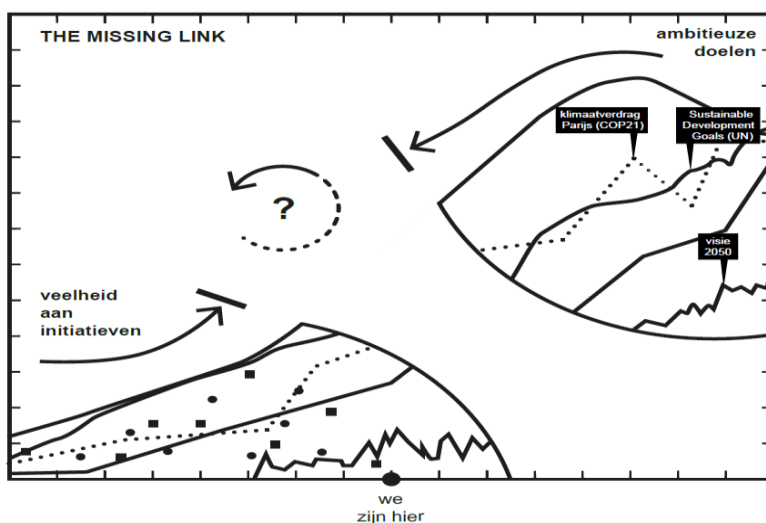 THE MISSING LINK
ambitieuze
doelen
klimaatverdrag
Parijs (COP21)
Sustainable
Development
Goals (UN)
?
visie
2050
veelheid
aan
initiatieven
we
zijn hier